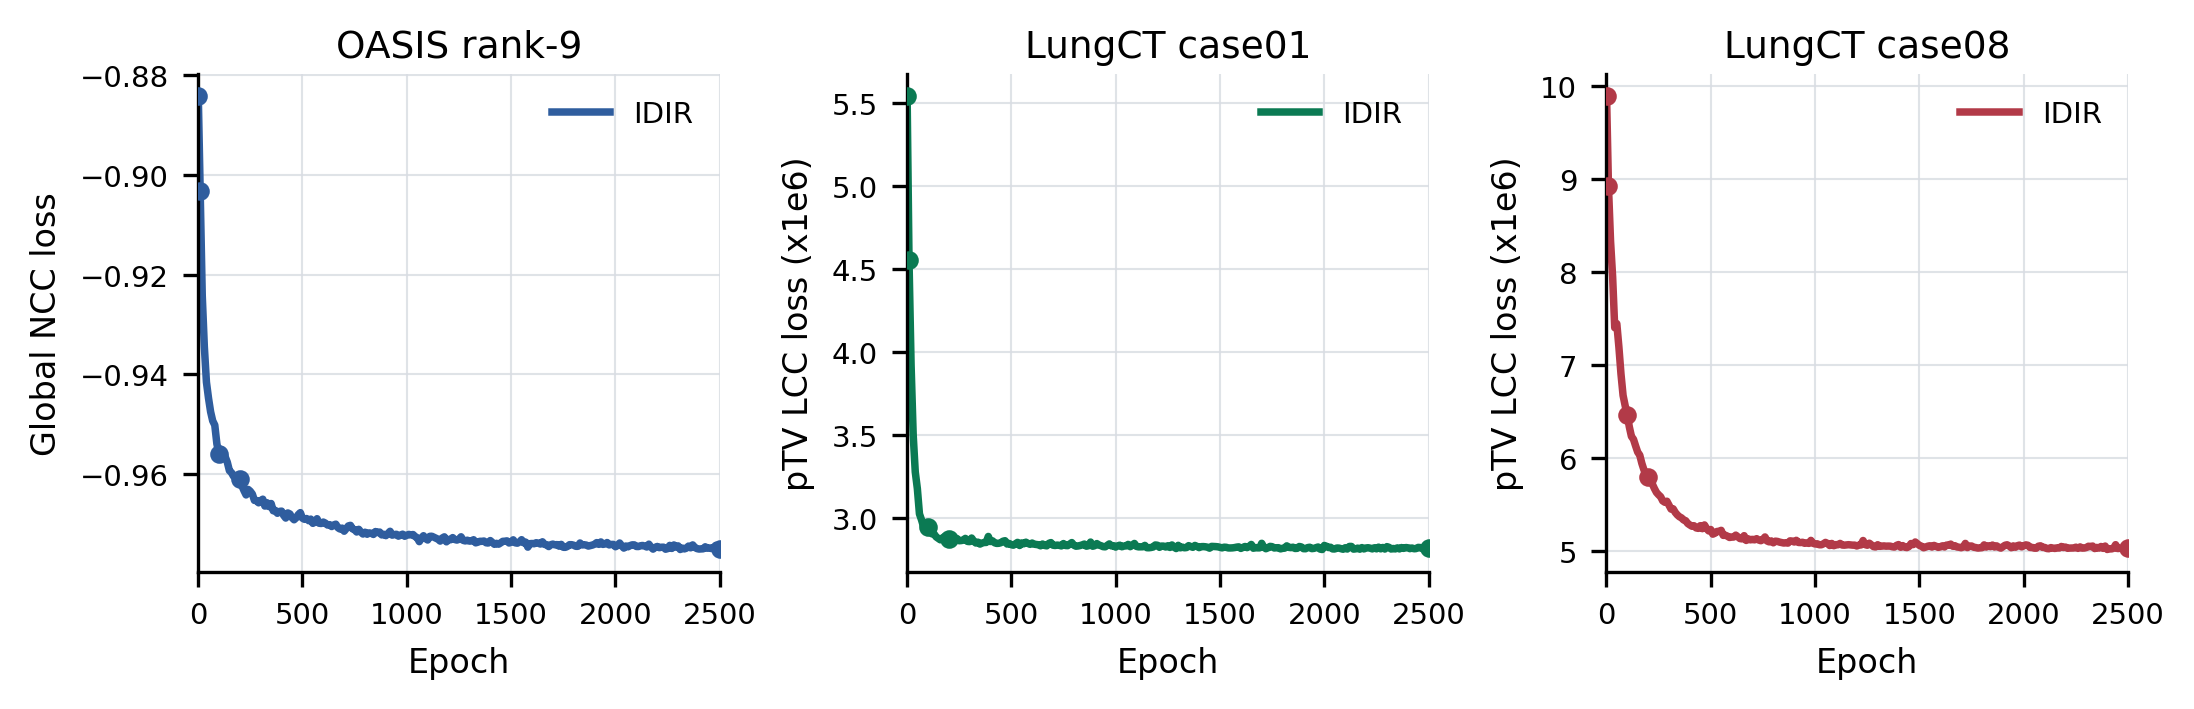 OASIS rank-9
Global NCC loss
−0.88
−0.90
−0.92
−0.94
−0.96
IDIR
0 500 1000 1500 2000 2500
Epoch
LungCT case01
pTV LCC loss (x1e6)
5.5
5.0
4.5
4.0
3.5
3.0
IDIR
0 500 1000 1500 2000 2500
Epoch
LungCT case08
pTV LCC loss (x1e6)
10
9
8
7
6
5
IDIR
0 500 1000 1500 2000 2500
Epoch